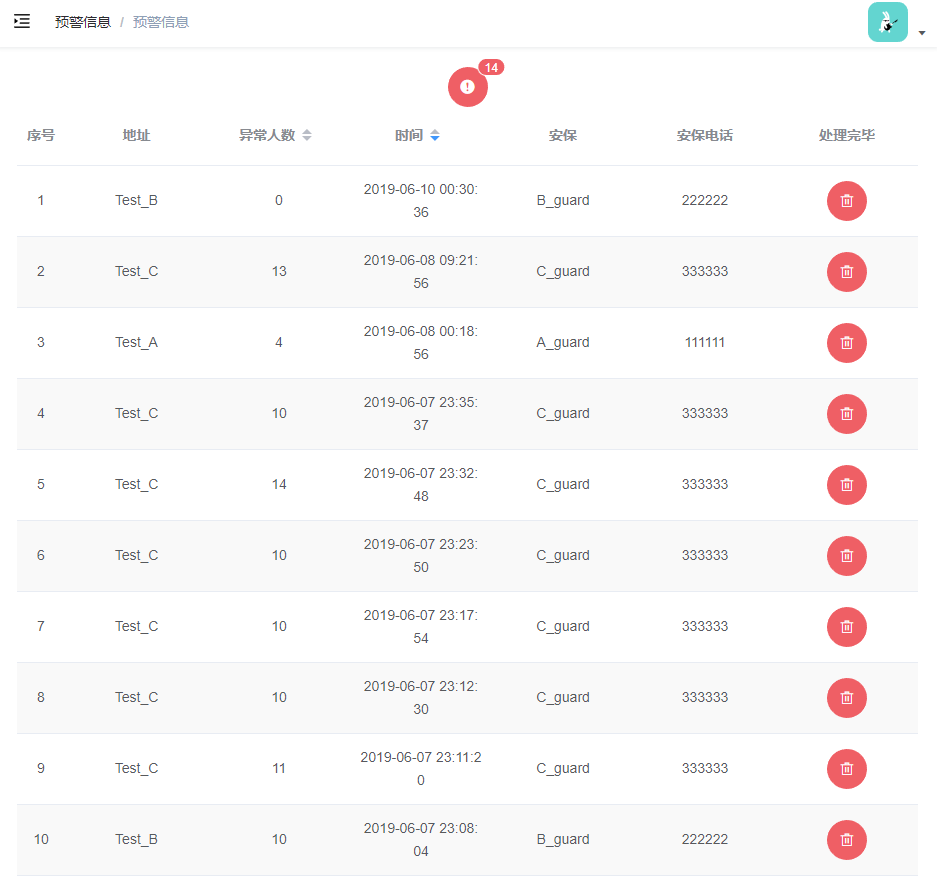 预警信息 / 预警信息
14
序号 地址 异常人数 时间 安保 安保电话 处理完毕
1 Test_B 0 2019-06-10 00:30: B_guard 222222
36
2 Test_C 13 2019-06-08 09:21: C_guard 333333
56
3 Test_A 4 2019-06-08 00:18: A_guard 111111
56
4 Test_C 10 2019-06-07 23:35: C_guard 333333
37
5 Test_C 14 2019-06-07 23:32: C_guard 333333
48
6 Test_C 10 2019-06-07 23:23: C_guard 333333
50
7 Test_C 10 2019-06-07 23:17: C_guard 333333
54
8 Test_C 10 2019-06-07 23:12: C_guard 333333
30
9 Test_C 11 2019-06-07 23:11:2 C_guard 333333
0
10 Test_B 10 2019-06-07 23:08: B_guard 222222
04